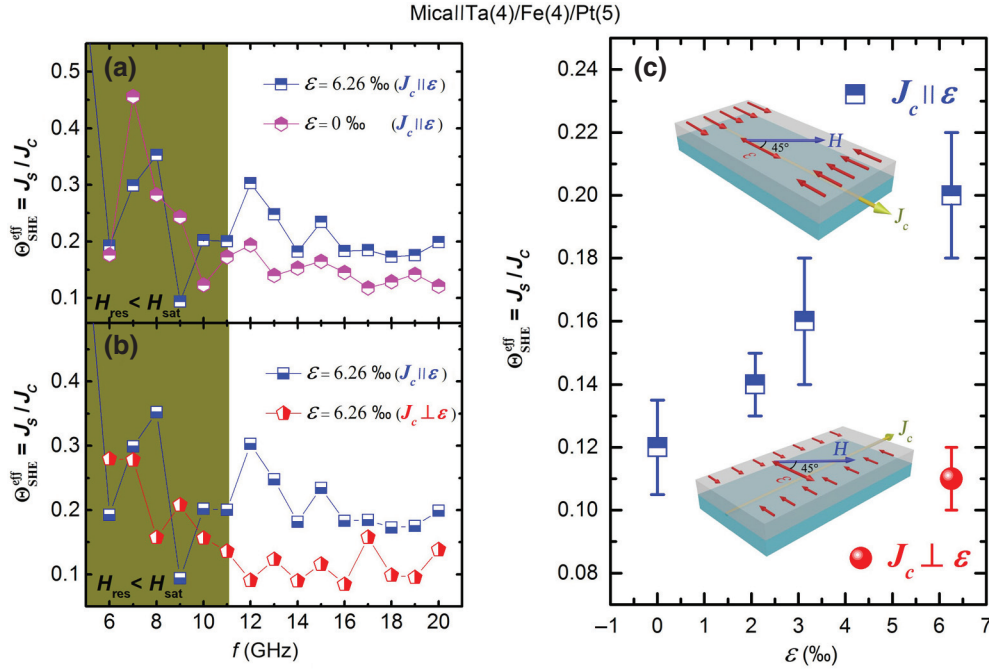 Mica||Ta(4)/Fe(4)/Pt(5)
(a)
ε = 6.26 ‰ (J_c || ε)
ε = 0 ‰ (J_c || ε)
0.5
0.4
0.3
0.2
0.1
Θ^eff_SHE = J_S / J_C
H_res < H_sat
(b)
ε = 6.26 ‰ (J_c || ε)
ε = 6.26 ‰ (J_c ⊥ ε)
0.4
0.3
0.2
0.1
Θ^eff_SHE = J_S / J_C
H_res < H_sat
6 8 10 12 14 16 18 20
f (GHz)
(c)
J_c || ε
0.24
0.22
0.20
0.18
0.16
0.14
0.12
0.10
0.08
Θ^eff_SHE = J_S / J_C
H
45°
ε
J_c
J_c
H
45°
ε
J_c ⊥ ε
−1 0 1 2 3 4 5 6 7
ε (‰)